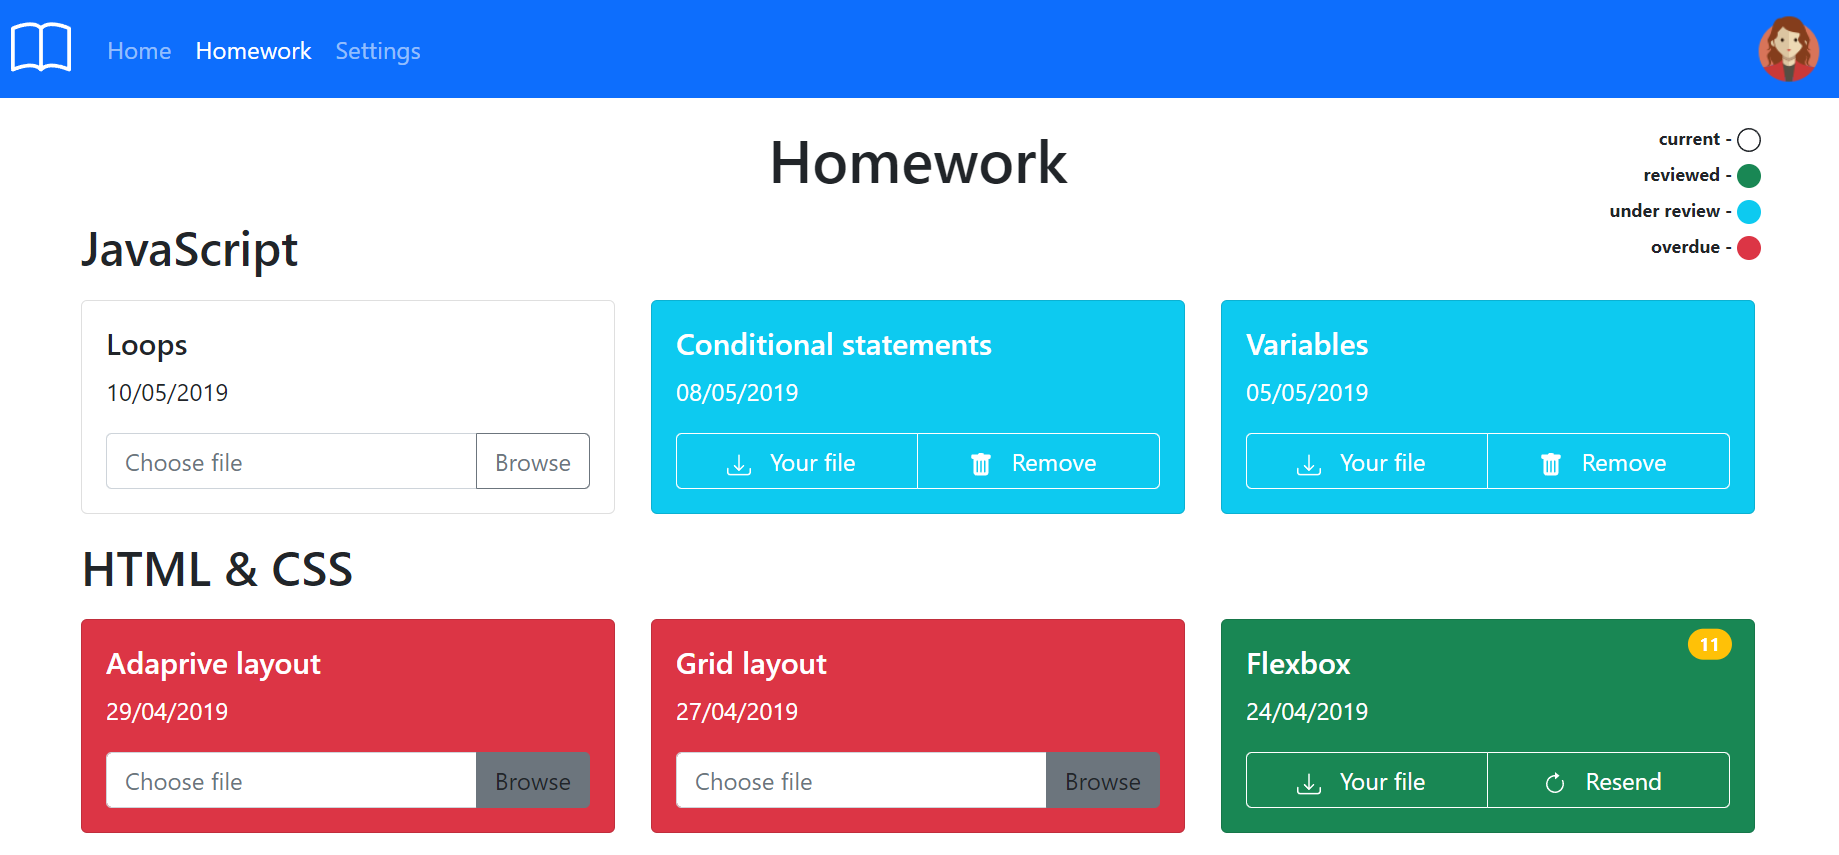 Home Homework Settings
Homework
current -
reviewed -
under review -
overdue -
JavaScript
Loops
10/05/2019
Choose file Browse
Conditional statements
08/05/2019
Your file Remove
Variables
05/05/2019
Your file Remove
HTML & CSS
Adaprive layout
29/04/2019
Choose file Browse
Grid layout
27/04/2019
Choose file Browse
11
Flexbox
24/04/2019
Your file Resend